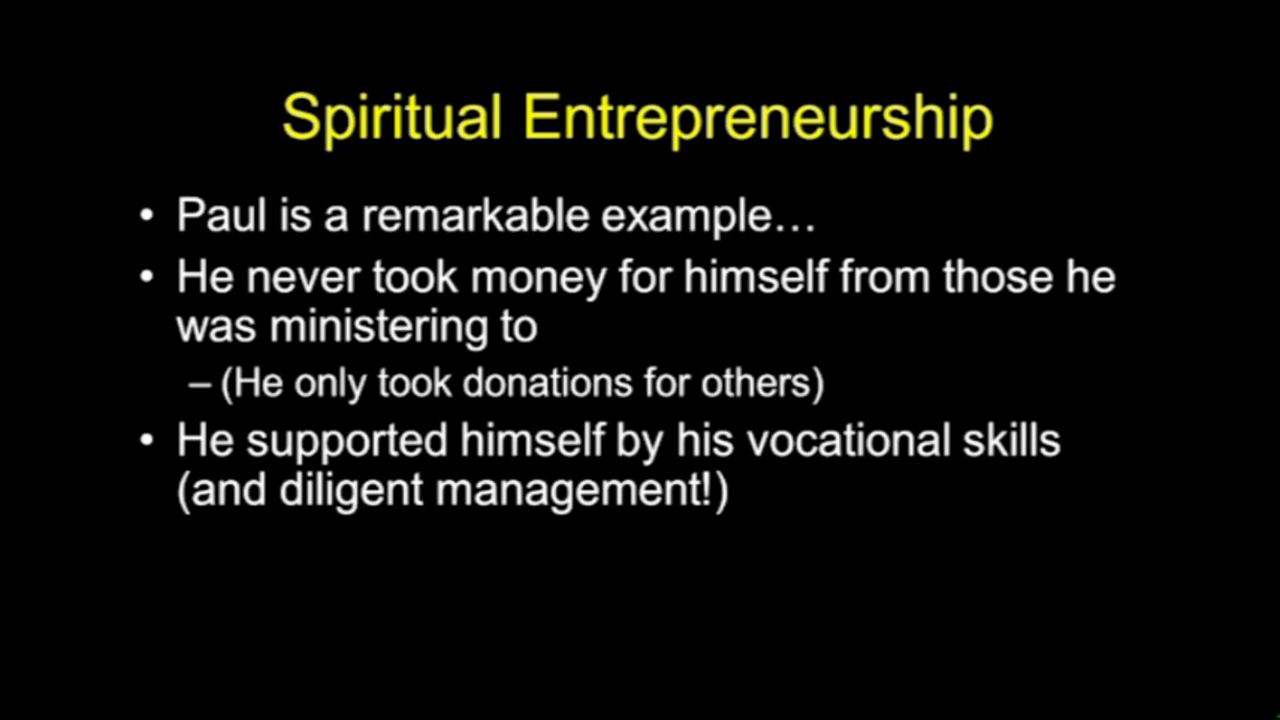 Spiritual Entrepreneurship
• Paul is a remarkable example…
• He never took money for himself from those he
was ministering to
– (He only took donations for others)
• He supported himself by his vocational skills
(and diligent management!)